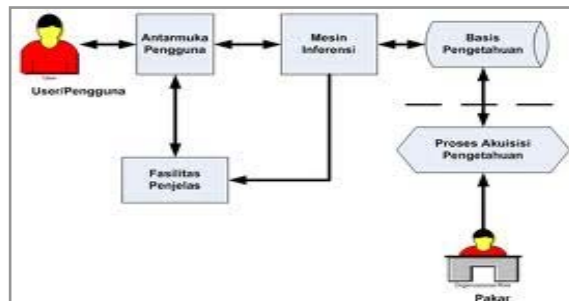 Antarmuka
Pengguna
Mesin
Inferensi
Basis
Pengetahuan
User/Pengguna
Proses Akuisisi
Pengetahuan
Fasilitas
Penjelas
Pakar